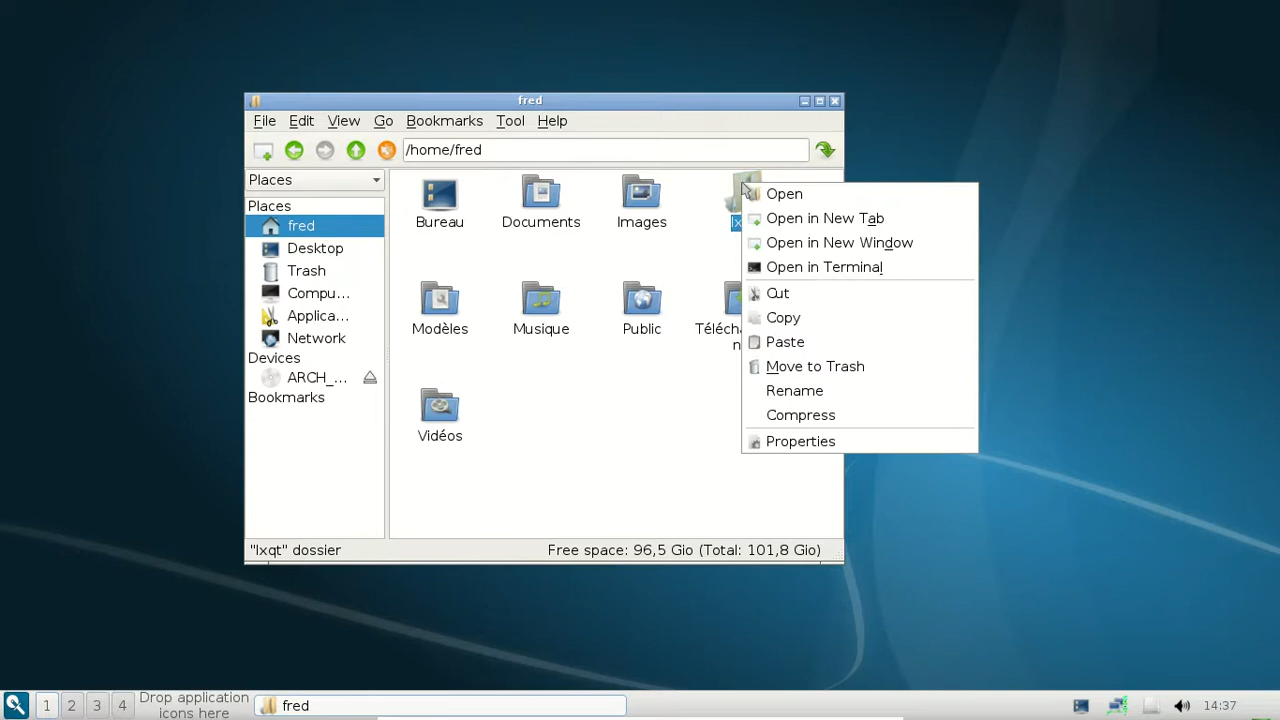 fred
File Edit View Go Bookmarks Tool Help
/home/fred
Places
Places
fred
Desktop
Trash
Compu...
Applica...
Network
Devices
ARCH_...
Bookmarks
Bureau Documents Images
Modèles Musique Public
Vidéos
Open
Open in New Tab
Open in New Window
Open in Terminal
Cut
Copy
Paste
Move to Trash
Rename
Compress
Properties
"lxqt" dossier Free space: 96,5 Gio (Total: 101,8 Gio)
1 2 3 4 Drop application
icons here
fred
14:37